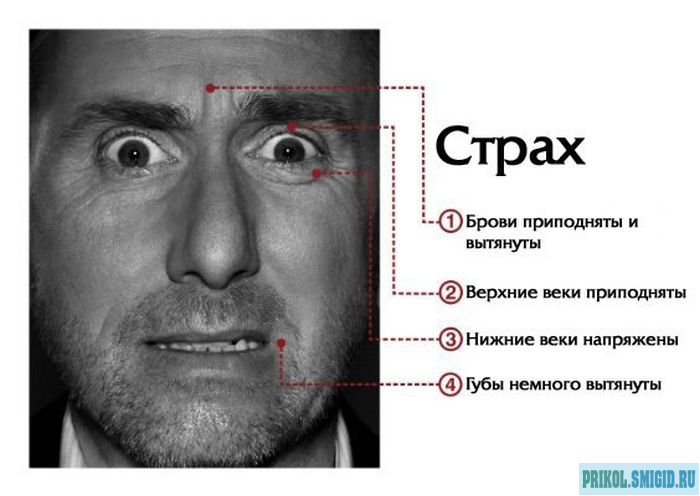 Страх
1 Брови приподняты и
вытянуты
2 Верхние веки приподняты
3 Нижние веки напряжены
4 Губы немного вытянуты
PRIKOL.SMIGID.RU